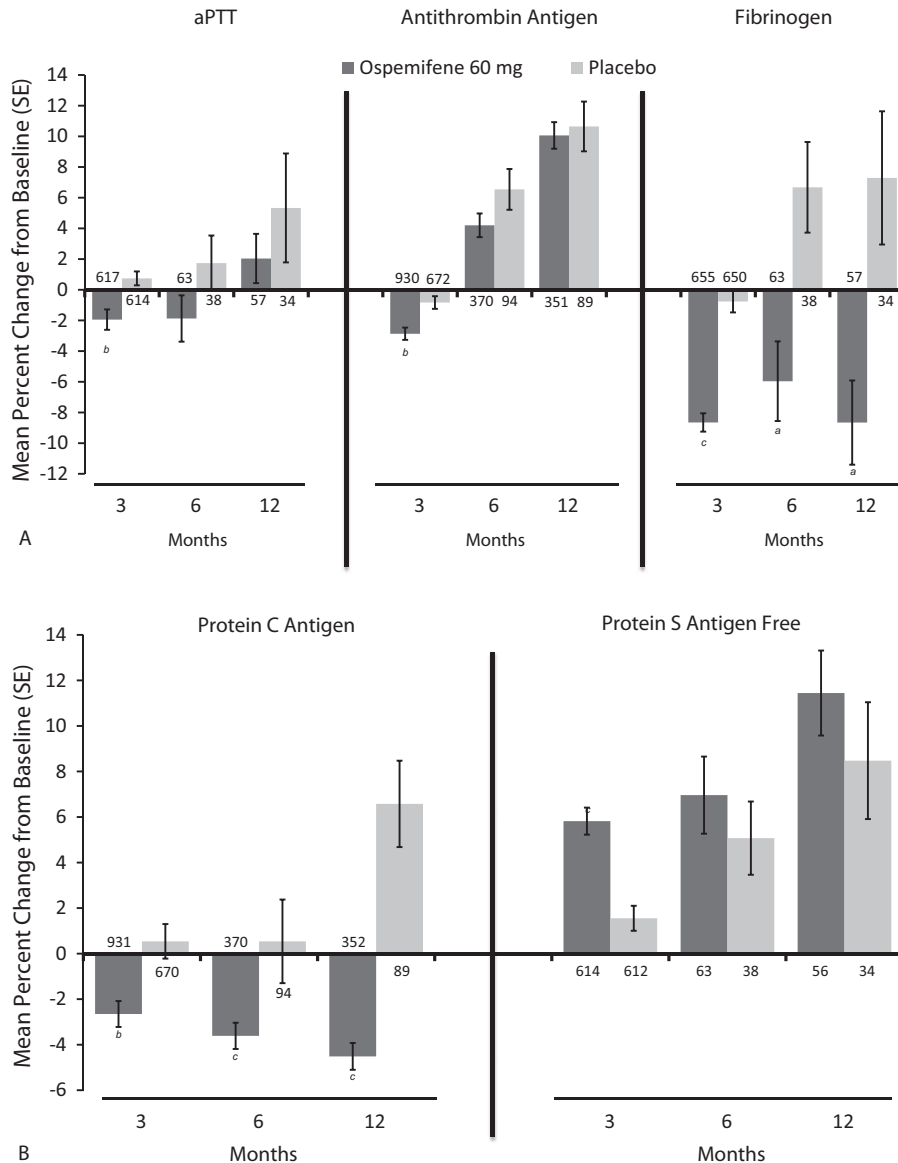 aPTT Antithrombin Antigen Fibrinogen
Ospemifene 60 mg Placebo
Mean Percent Change from Baseline (SE)
14
12
10
8
6
4
2
0
-2
-4
-6
-8
-10
-12
617 63
614 38 57 34
b
930 672
370 94 351 89
b
655 650 63 57
38 34
c a a
3 6 12 3 6 12 3 6 12
A Months Months Months
Protein C Antigen Protein S Antigen Free
Mean Percent Change from Baseline (SE)
14
12
10
8
6
4
2
0
-2
-4
-6
931 370 352
670 94 89
b c c
c
614 612 63 38 56 34
3 6 12 3 6 12
B Months Months